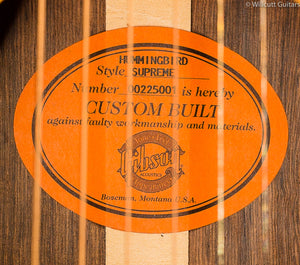 © Willcutt Guitars
HUMMINGBIRD
Style SUPREME
Number 00225001 is hereby
CUSTOM BUILT
against faulty workmanship and materials.
Gibson
ACOUSTICS
Bozeman, Montana U.S.A.